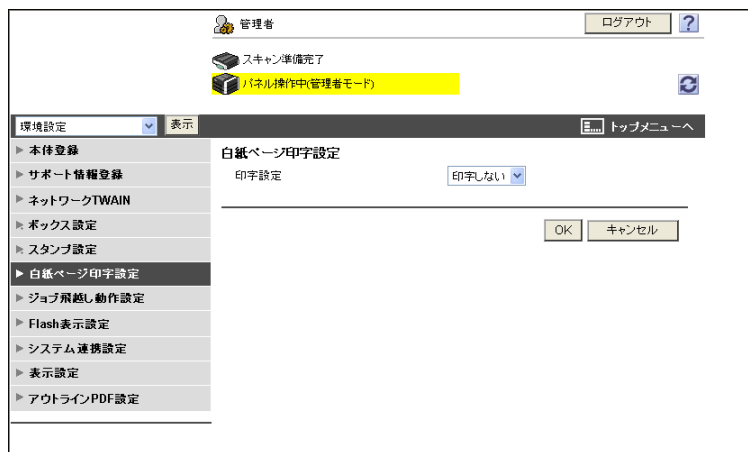 管理者
ログアウト
?
スキャン準備完了
パネル操作中(管理者モード)
環境設定
表示
トップメニューへ
本体登録
サポート情報登録
ネットワークTWAIN
ボックス設定
スタンプ設定
白紙ページ印字設定
ジョブ飛越し動作設定
Flash表示設定
システム連携設定
表示設定
アウトラインPDF設定
白紙ページ印字設定
印字設定
印字しない
OK
キャンセル